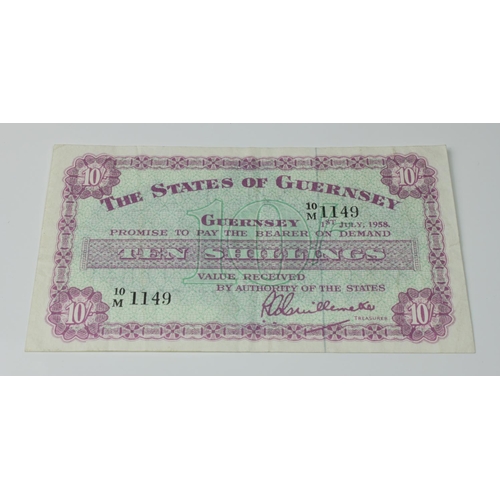 10/- 10/-
THE STATES OF GUERNSEY
10/M 1149
GUERNSEY 1ST JULY, 1958.
PROMISE TO PAY THE BEARER ON DEMAND
10/-
TEN SHILLINGS
VALUE RECEIVED
BY AUTHORITY OF THE STATES
10/M 1149
TREASURER
10/- 10/-